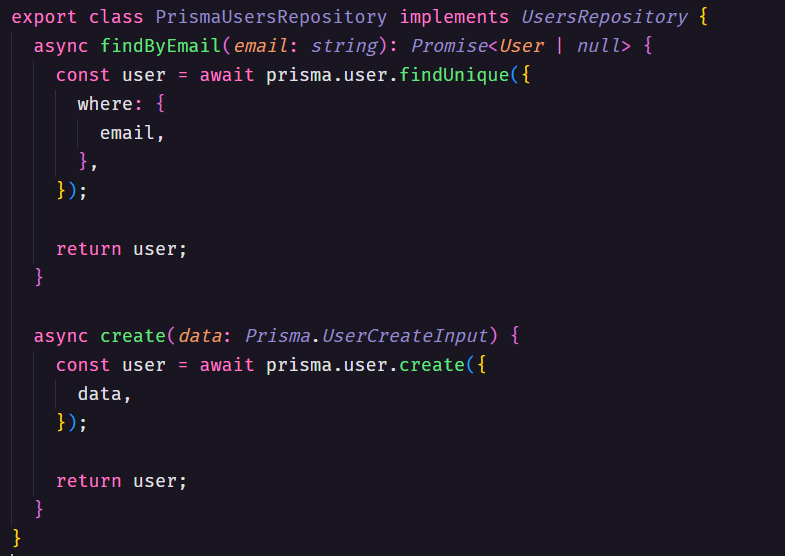 export class PrismaUsersRepository implements UsersRepository {
  async findByEmail(email: string): Promise<User | null> {
    const user = await prisma.user.findUnique({
      where: {
        email,
      },
    });

    return user;
  }

  async create(data: Prisma.UserCreateInput) {
    const user = await prisma.user.create({
      data,
    });

    return user;
  }
}